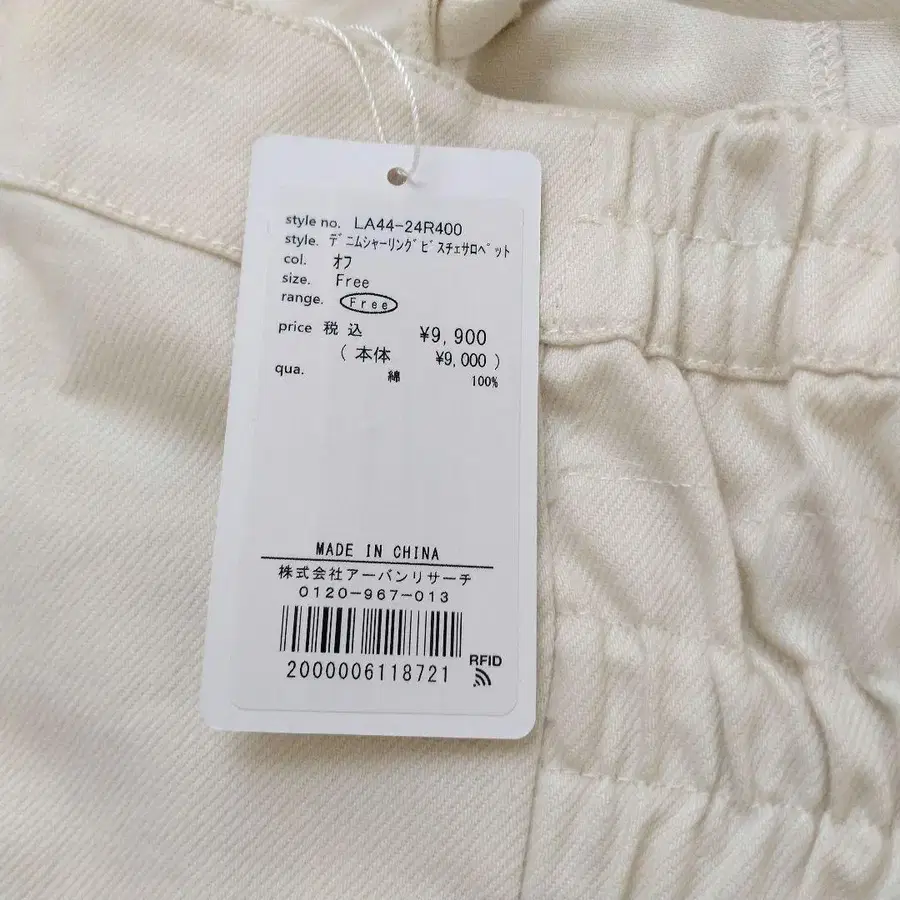 style no. LA44-24R400
style. ﾃﾞﾆﾑｼｬｰﾘﾝｸﾞﾋﾞｽﾁｪｻﾛﾍﾟｯﾄ
col. ｵﾌ
size. Free
range. Free
price 税込 ¥9,900
(本体 ¥9,000)
qua. 綿 100%
MADE IN CHINA
株式会社アーバンリサーチ
0120-967-013
RFID
2000006118721